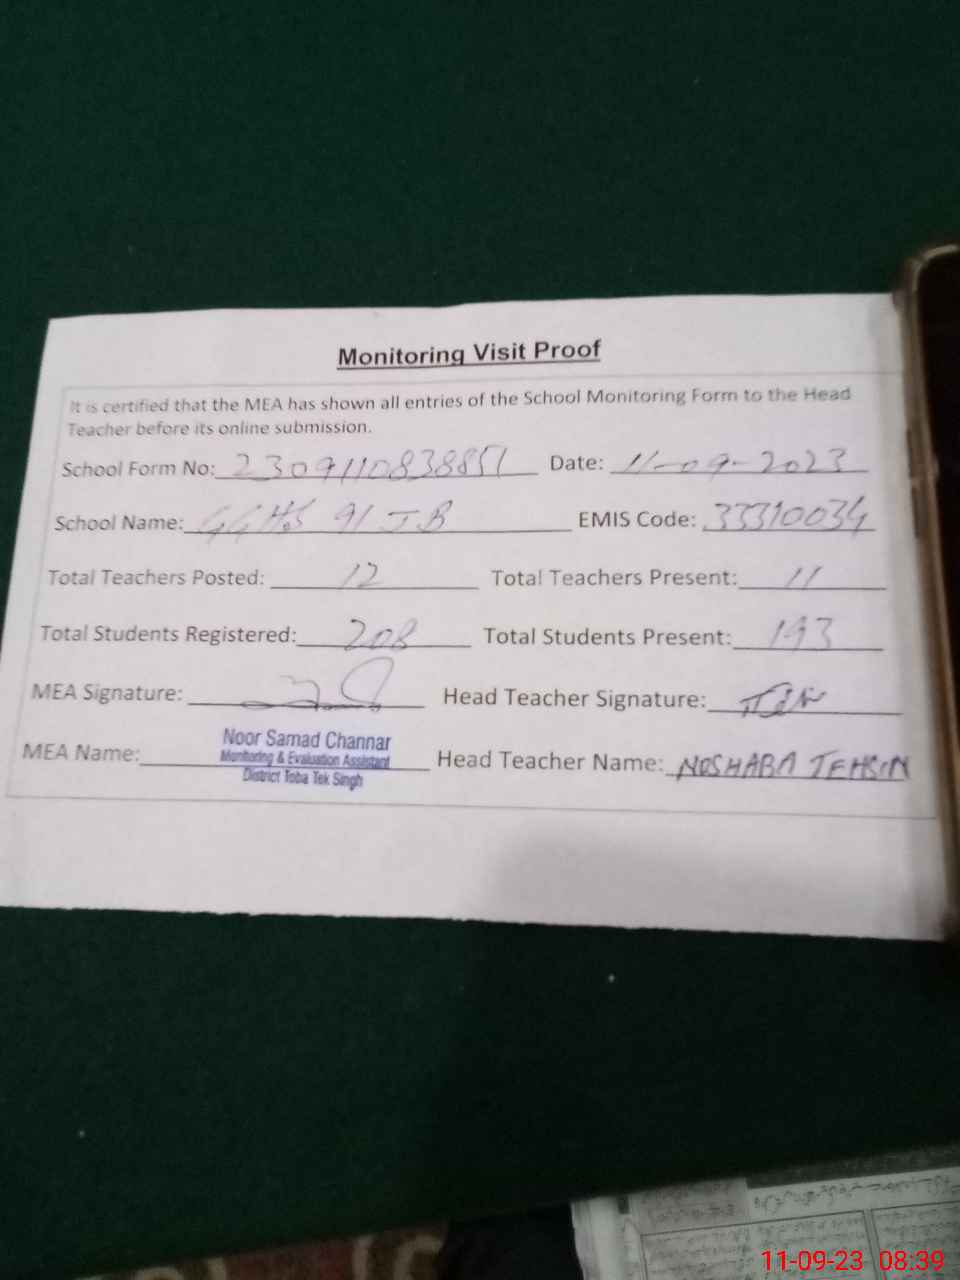 Monitoring Visit Proof
It is certified that the MEA has shown all entries of the School Monitoring Form to the Head
Teacher before its online submission.
School Form No: 2309110838851 Date: 11-09-2023
School Name: GGHS 91 JB EMIS Code: 33310034
Total Teachers Posted: 12 Total Teachers Present: 11
Total Students Registered: 208 Total Students Present: 193
MEA Signature: Head Teacher Signature:
MEA Name: Noor Samad Channar
Monitoring & Evaluation Assistant
District Toba Tek Singh
Head Teacher Name: NOSHABA TEHSIN
11-09-23 08:39